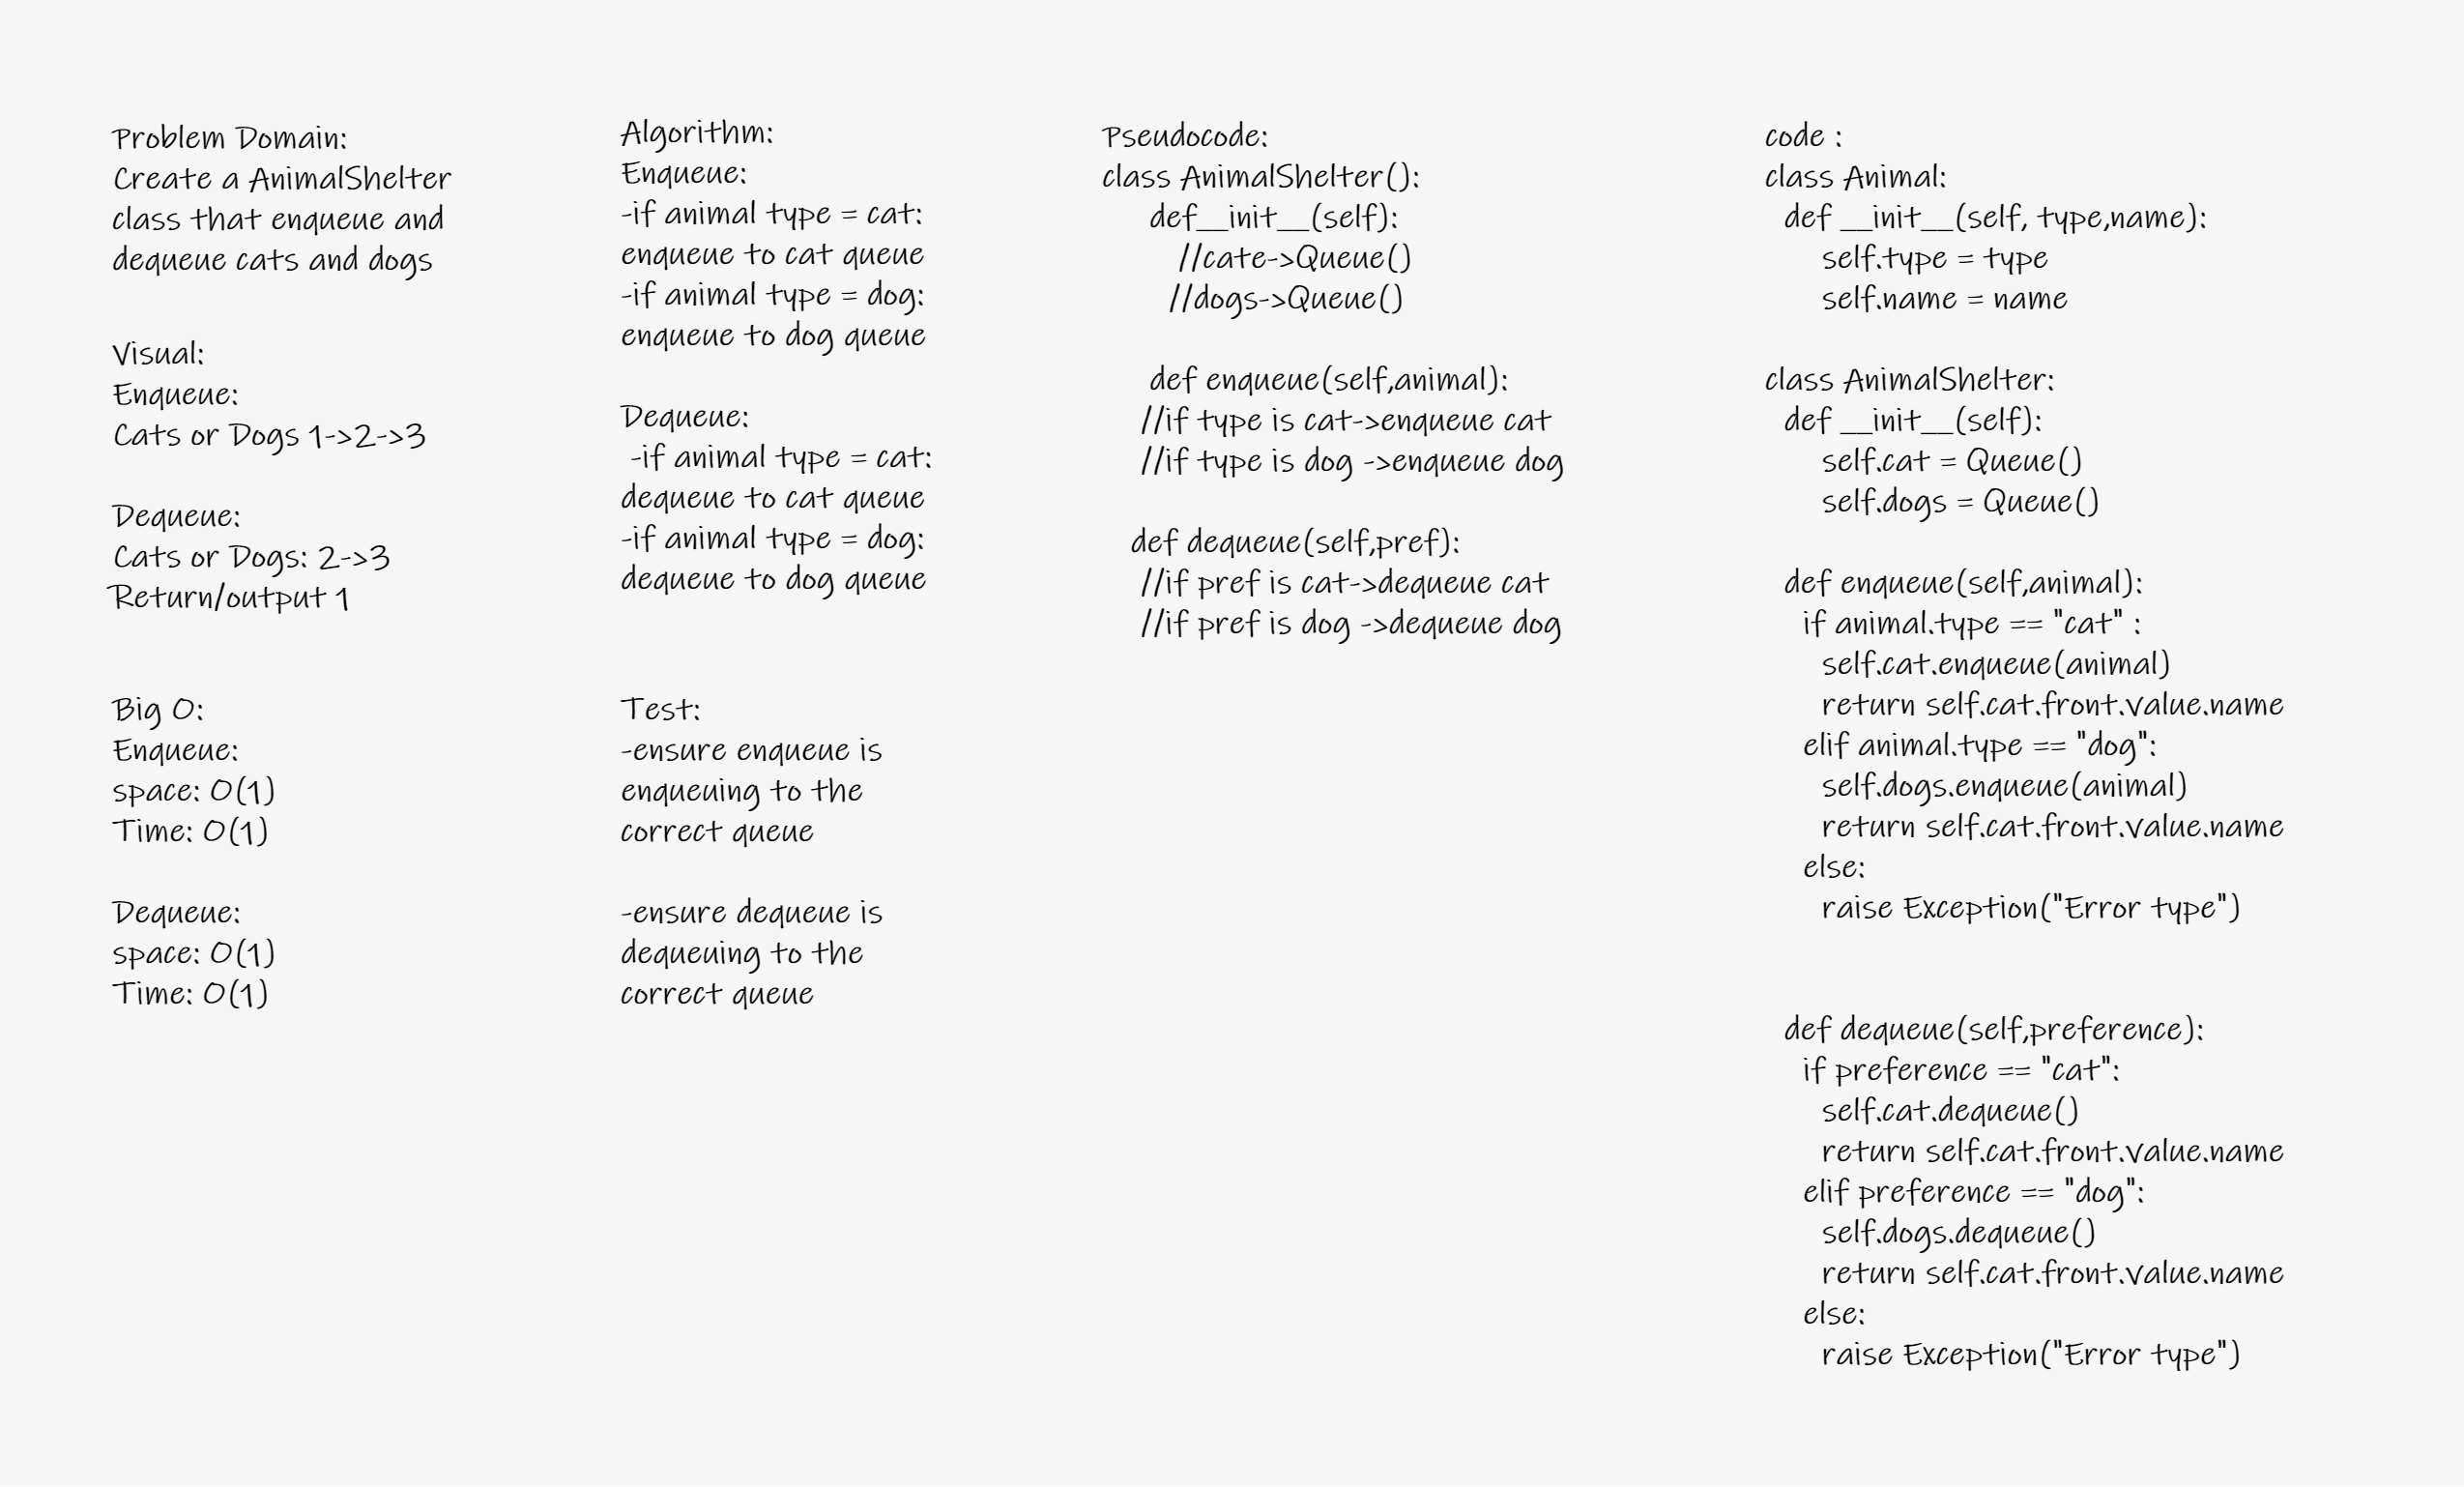 Problem Domain:
Create a AnimalShelter
class that enqueue and
dequeue cats and dogs
Visual:
Enqueue:
Cats or Dogs 1->2->3
Dequeue:
Cats or Dogs: 2->3
Return/output 1
Big O:
Enqueue:
space: O(1)
Time: O(1)
Dequeue:
space: O(1)
Time: O(1)
Algorithm:
Enqueue:
-if animal type = cat:
enqueue to cat queue
-if animal type = dog:
enqueue to dog queue
Dequeue:
-if animal type = cat:
dequeue to cat queue
-if animal type = dog:
dequeue to dog queue
Test:
-ensure enqueue is
enqueuing to the
correct queue
-ensure dequeue is
dequeuing to the
correct queue
Pseudocode:
class AnimalShelter():
def__init__(self):
//cate->Queue()
//dogs->Queue()
def enqueue(self,animal):
//if type is cat->enqueue cat
//if type is dog ->enqueue dog
def dequeue(self,pref):
//if pref is cat->dequeue cat
//if pref is dog ->dequeue dog
code :
class Animal:
def __init__(self, type,name):
self.type = type
self.name = name
class AnimalShelter:
def __init__(self):
self.cat = Queue()
self.dogs = Queue()
def enqueue(self,animal):
if animal.type == "cat" :
self.cat.enqueue(animal)
return self.cat.front.value.name
elif animal.type == "dog":
self.dogs.enqueue(animal)
return self.cat.front.value.name
else:
raise Exception("Error type")
def dequeue(self,preference):
if preference == "cat":
self.cat.dequeue()
return self.cat.front.value.name
elif preference == "dog":
self.dogs.dequeue()
return self.cat.front.value.name
else:
raise Exception("Error type")